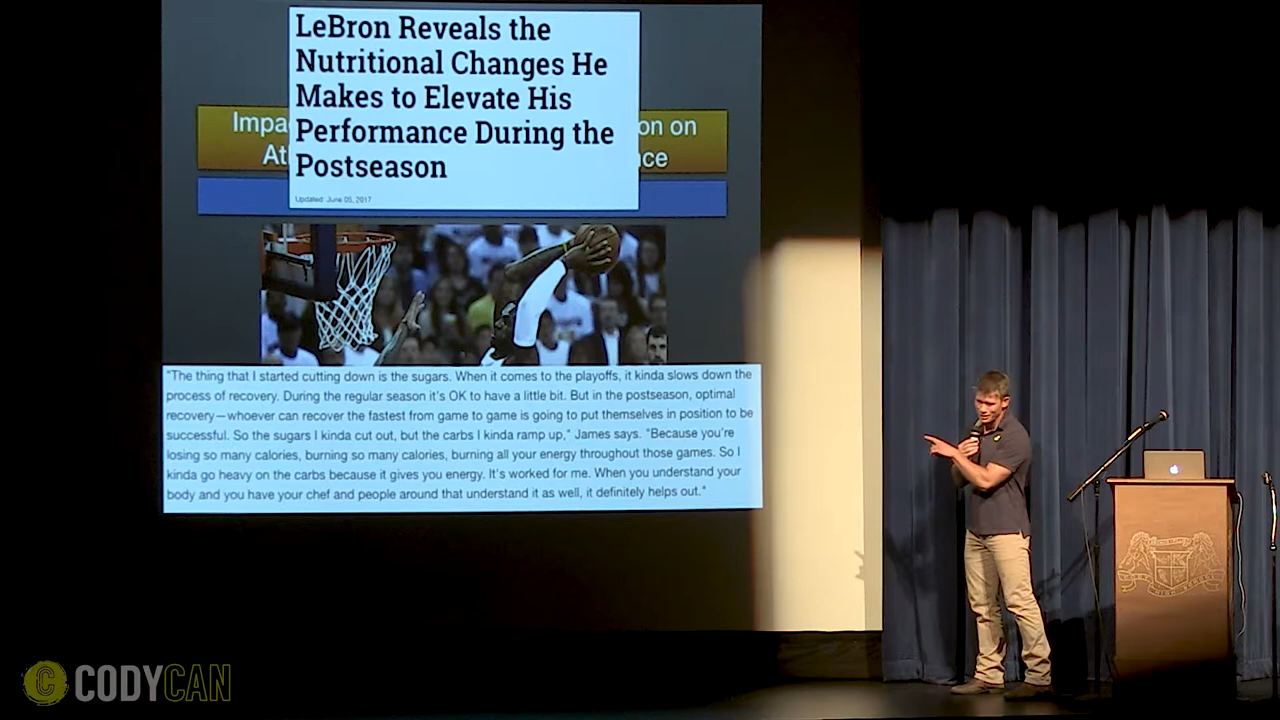 LeBron Reveals the
Nutritional Changes He
Makes to Elevate His
Performance During the
Postseason
Updated: June 05, 2017
Impa
on on
At
nce
"The thing that I started cutting down is the sugars. When it comes to the playoffs, it kinda slows down the
process of recovery. During the regular season it's OK to have a little bit. But in the postseason, optimal
recovery—whoever can recover the fastest from game to game is going to put themselves in position to be
successful. So the sugars I kinda cut out, but the carbs I kinda ramp up," James says. "Because you're
losing so many calories, burning so many calories, burning all your energy throughout those games. So I
kinda go heavy on the carbs because it gives you energy. It's worked for me. When you understand your
body and you have your chef and people around that understand it as well, it definitely helps out."
CODYCAN